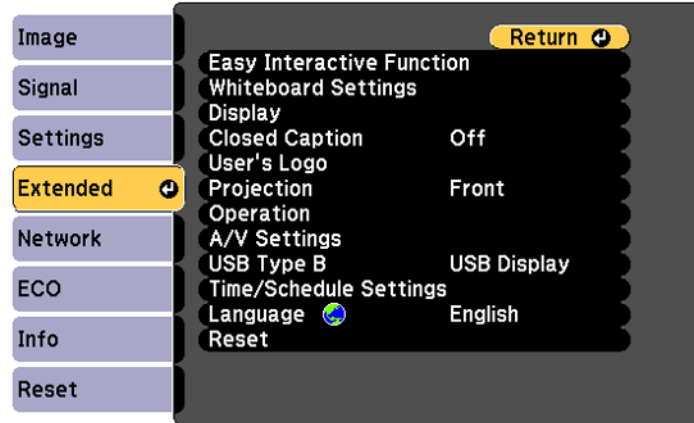 Image
Signal
Settings
Extended
Network
ECO
Info
Reset
Return
Easy Interactive Function
Whiteboard Settings
Display
Closed Caption Off
User's Logo
Projection Front
Operation
A/V Settings
USB Type B USB Display
Time/Schedule Settings
Language English
Reset